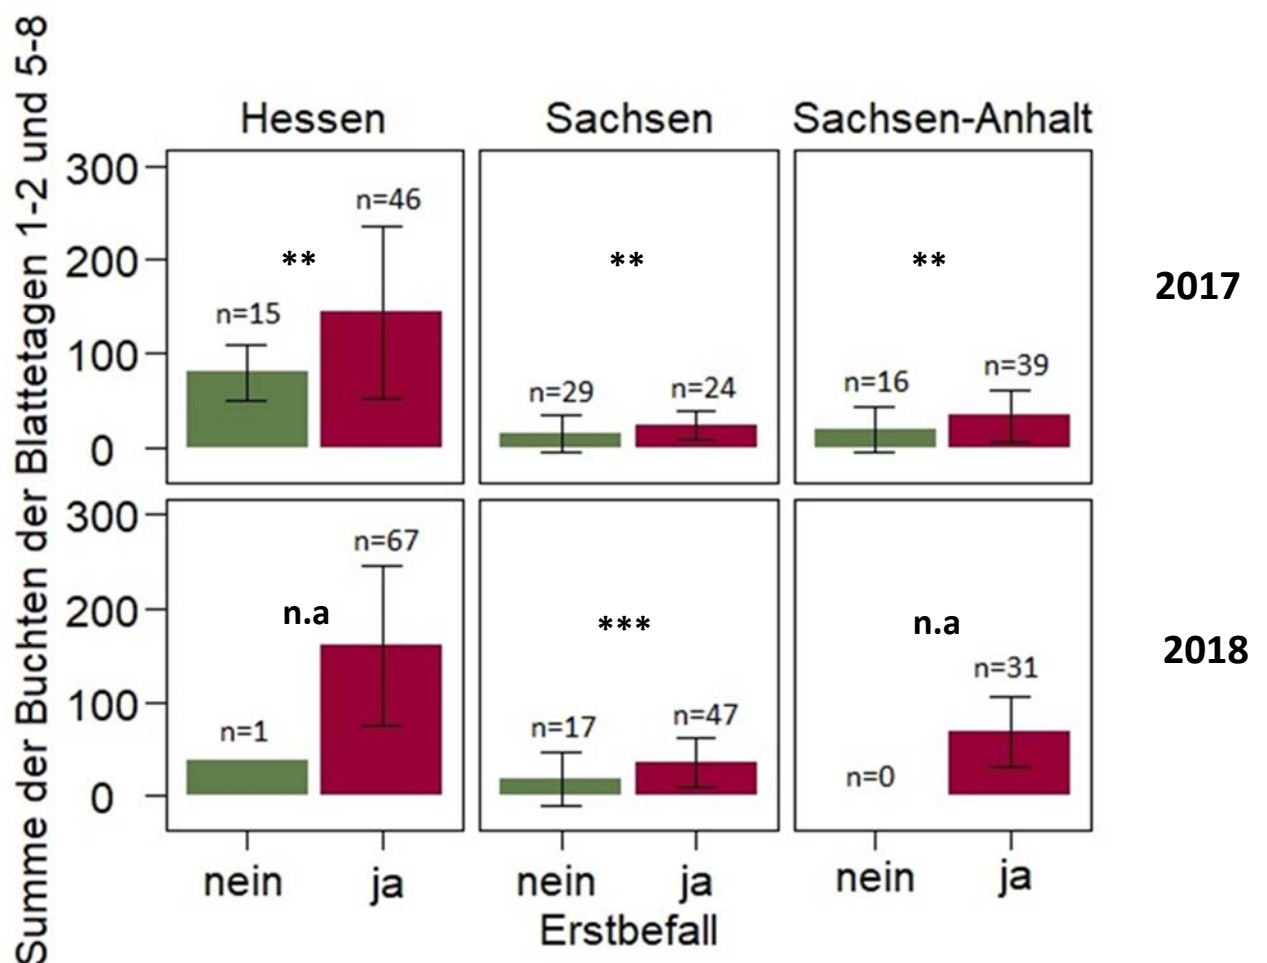 Summe der Buchten der Blattetagen 1-2 und 5-8
Hessen Sachsen Sachsen-Anhalt
300
200
100
0
n=15 ** n=46
n=29 ** n=24
n=16 ** n=39
2017
300
200
100
0
n=1 n.a n=67
n=17 *** n=47
n=0 n.a n=31
2018
nein ja nein ja nein ja
Erstbefall